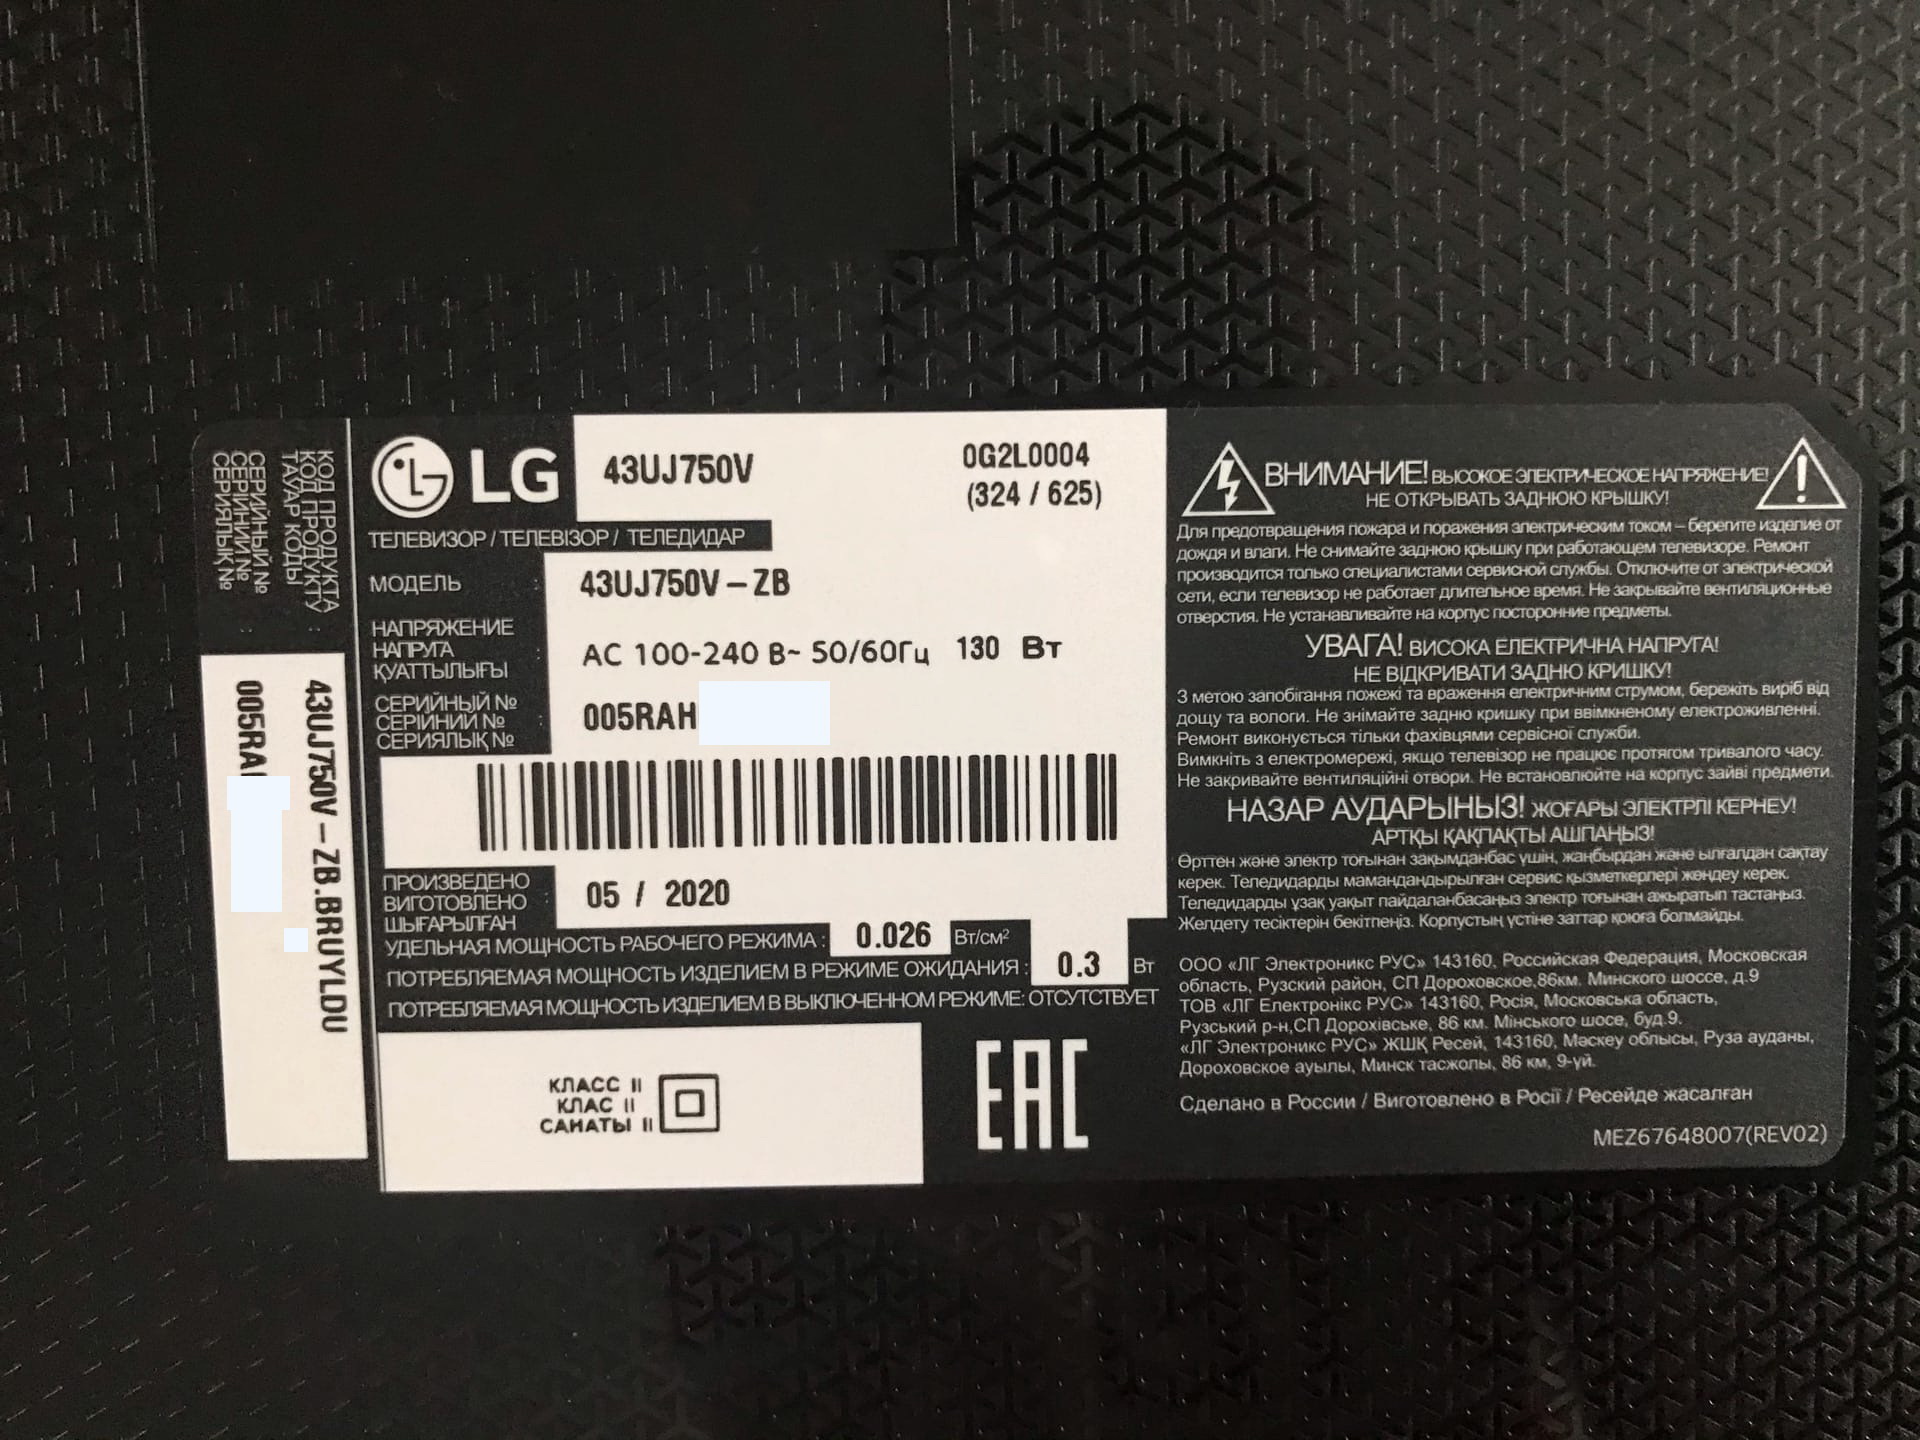 КОД ПРОДУКТА
КОД ПРОДУКТУ
ТАУАР КОДЫ
:
СЕРИЙНЫЙ №
СЕРІЙНИЙ №
СЕРИЯЛЫҚ №
:
43UJ750V-ZB.BRUYLDU
005RA
LG
43UJ750V
0G2L0004
(324 / 625)
ТЕЛЕВИЗОР / ТЕЛЕВІЗОР / ТЕЛЕДИДАР
МОДЕЛЬ :
43UJ750V-ZB
НАПРЯЖЕНИЕ
НАПРУГА
ҚУАТТЫЛЫҒЫ
:
AC 100-240 В~ 50/60Гц 130 Вт
СЕРИЙНЫЙ №
СЕРІЙНИЙ №
СЕРИЯЛЫҚ №
:
005RAH
ПРОИЗВЕДЕНО
ВИГОТОВЛЕНО
ШЫҒАРЫЛҒАН
:
05 / 2020
УДЕЛЬНАЯ МОЩНОСТЬ РАБОЧЕГО РЕЖИМА : 0.026 Вт/см²
ПОТРЕБЛЯЕМАЯ МОЩНОСТЬ ИЗДЕЛИЕМ В РЕЖИМЕ ОЖИДАНИЯ : 0.3 Вт
ПОТРЕБЛЯЕМАЯ МОЩНОСТЬ ИЗДЕЛИЕМ В ВЫКЛЮЧЕННОМ РЕЖИМЕ: ОТСУТСТВУЕТ
КЛАСС II
КЛАС II
САНАТЫ II
EAC
ВНИМАНИЕ! ВЫСОКОЕ ЭЛЕКТРИЧЕСКОЕ НАПРЯЖЕНИЕ!
НЕ ОТКРЫВАТЬ ЗАДНЮЮ КРЫШКУ!
Для предотвращения пожара и поражения электрическим током – берегите изделие от
дождя и влаги. Не снимайте заднюю крышку при работающем телевизоре. Ремонт
производится только специалистами сервисной службы. Отключите от электрической
сети, если телевизор не работает длительное время. Не закрывайте вентиляционные
отверстия. Не устанавливайте на корпус посторонние предметы.
УВАГА! ВИСОКА ЕЛЕКТРИЧНА НАПРУГА!
НЕ ВІДКРИВАТИ ЗАДНЮ КРИШКУ!
З метою запобігання пожежі та враження електричним струмом, бережіть виріб від
дощу та вологи. Не знімайте задню кришку при ввімкненому електроживленні.
Ремонт виконується тільки фахівцями сервісної служби.
Вимкніть з електромережі, якщо телевізор не працює протягом тривалого часу.
Не закривайте вентиляційні отвори. Не встановлюйте на корпус зайві предмети.
НАЗАР АУДАРЫҢЫЗ! ЖОҒАРЫ ЭЛЕКТРЛІ КЕРНЕУ!
АРТҚЫ ҚАҚПАҚТЫ АШПАҢЫЗ!
Өрттен және электр тоғынан зақымданбас үшін, жаңбырдан және ылғалдан сақтау
керек. Теледидарды мамандандырылған сервис қызметкерлері жөндеу керек.
Теледидарды ұзақ уақыт пайдаланбасаңыз электр тоғынан ажыратып тастаңыз.
Желдету тесіктерін бекітпеңіз. Корпустың үстіне заттар қоюға болмайды.
ООО «ЛГ Электроникс РУС» 143160, Российская Федерация, Московская
область, Рузский район, СП Дороховское,86км. Минского шоссе, д.9
ТОВ «ЛГ Електронікс РУС» 143160, Росія, Московська область,
Рузський р-н,СП Дорохівське, 86 км. Мінського шосе, буд.9.
«ЛГ Электроникс РУС» ЖШҚ Ресей, 143160, Мәскеу облысы, Руза ауданы,
Дороховское ауылы, Минск тасжолы, 86 км, 9-үй.
Сделано в России / Виготовлено в Росії / Ресейде жасалған
MEZ67648007(REV02)